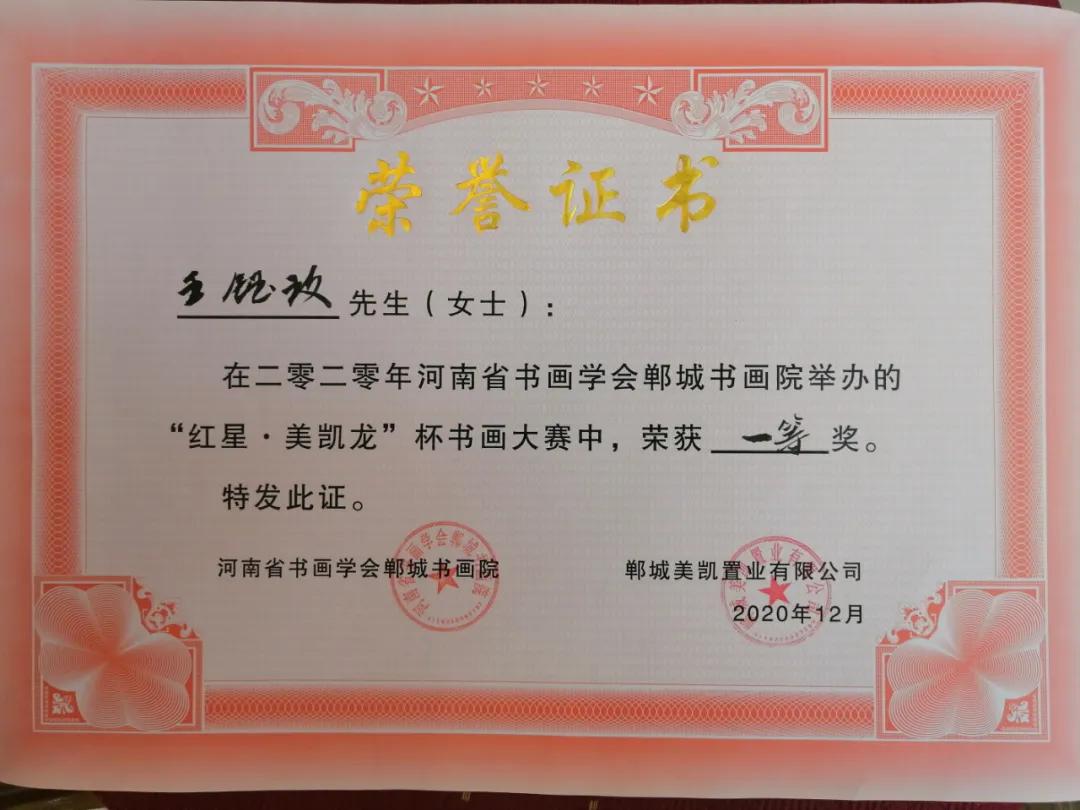 荣誉证书
王钰玫 先生（女士）：
在二零二零年河南省书画学会郸城书画院举办的
“红星·美凯龙”杯书画大赛中，荣获 一等 奖。
特发此证。
河南省书画学会郸城书画院
郸城美凯置业有限公司
2020年12月